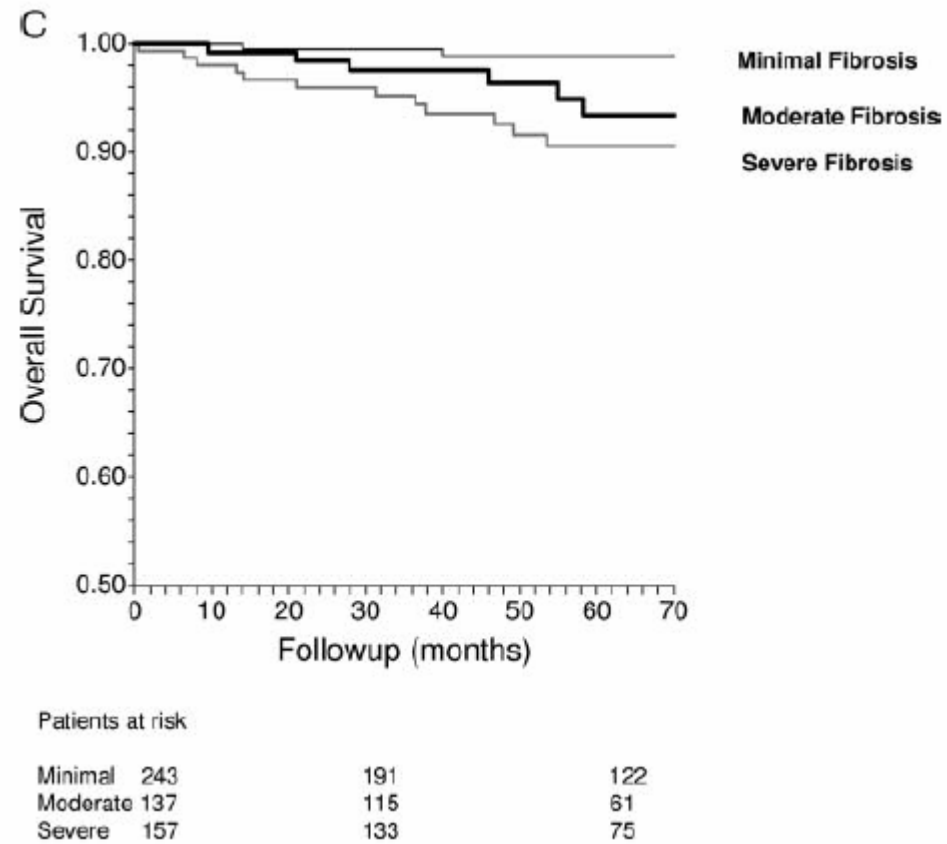 C
1.00
0.90
0.80
0.70
0.60
0.50
Overall Survival
0 10 20 30 40 50 60 70
Followup (months)
Minimal Fibrosis
Moderate Fibrosis
Severe Fibrosis
Patients at risk
Minimal 243 191 122
Moderate 137 115 61
Severe 157 133 75